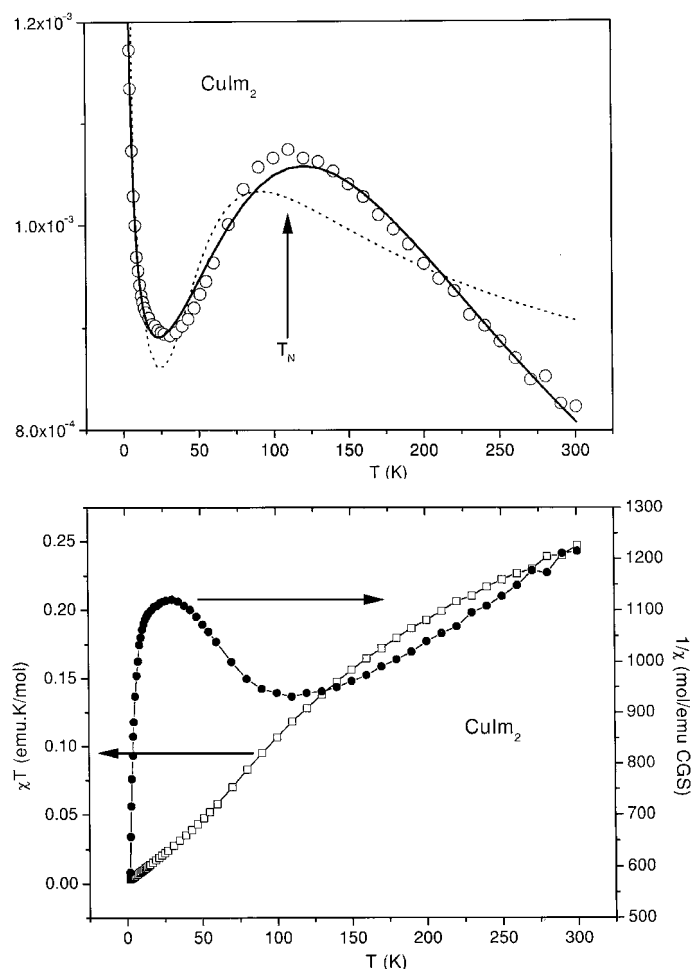 1.2x10⁻³
CuIm₂
1.0x10⁻³
T_N
8.0x10⁻⁴
0 50 100 150 200 250 300
T (K)
1300
0.25
1200
0.20
1100
0.15
1000
0.10
900
CuIm₂
800
0.05
700
0.00
600
500
0 50 100 150 200 250 300
T (K)
χT (emu.K/mol)
1/χ (mol/emu CGS)